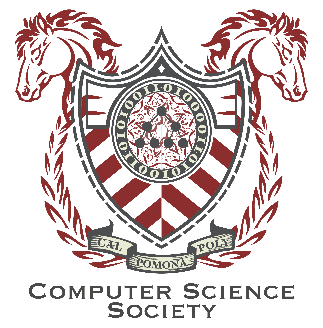 CAL POMONA POLY
COMPUTER SCIENCE
SOCIETY